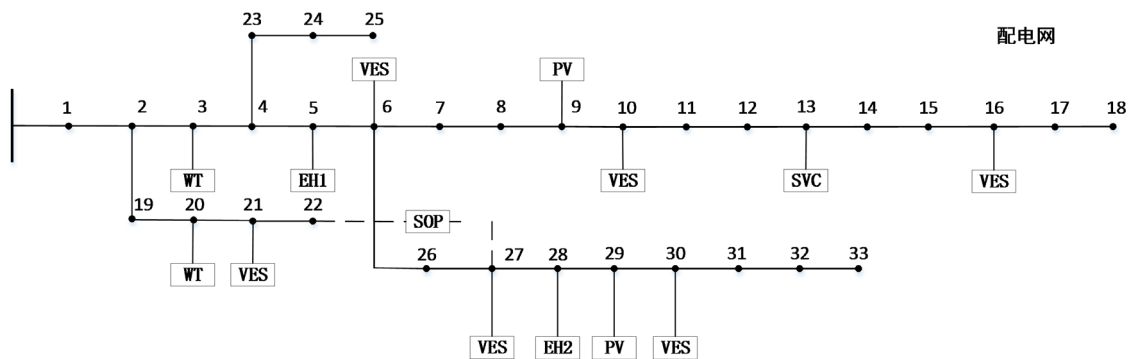 23 24 25
配电网
VES PV
1 2 3 4 5 6 7 8 9 10 11 12 13 14 15 16 17 18
WT EH1 VES SVC VES
19 20 21 22
SOP
WT VES
26 27 28 29 30 31 32 33
VES EH2 PV VES